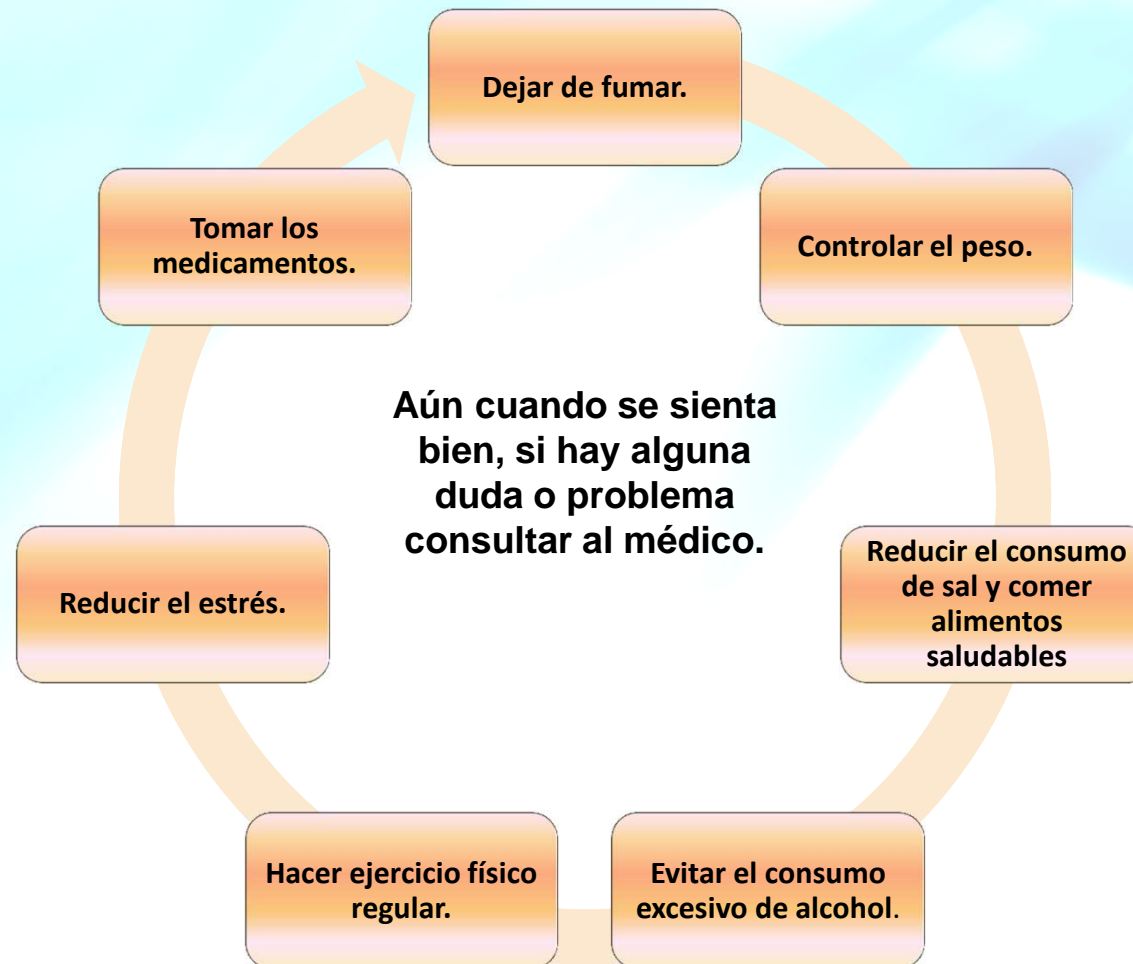 Dejar de fumar.
Controlar el peso.
Reducir el consumo
de sal y comer
alimentos
saludables
Evitar el consumo
excesivo de alcohol.
Hacer ejercicio físico
regular.
Reducir el estrés.
Tomar los
medicamentos.
Aún cuando se sienta
bien, si hay alguna
duda o problema
consultar al médico.